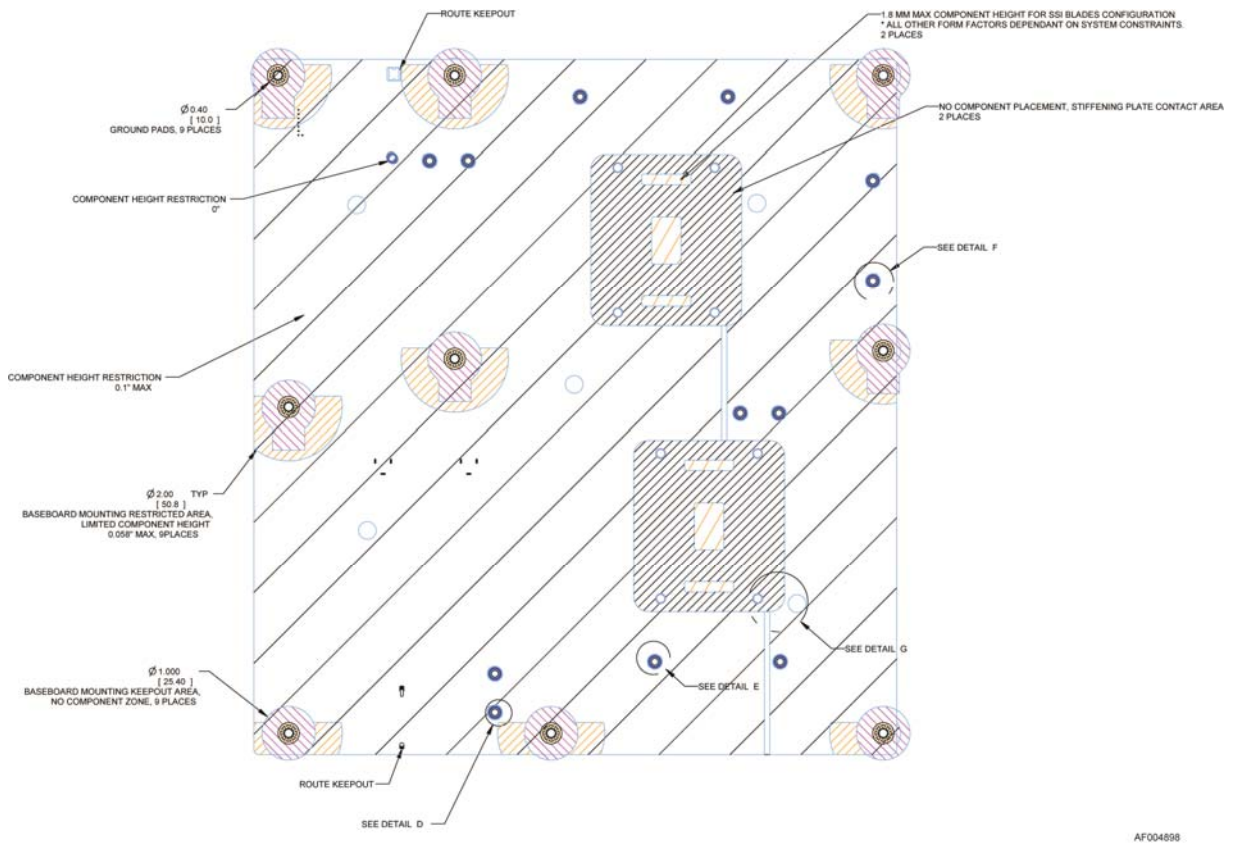 ROUTE KEEPOUT
1.8 MM MAX COMPONENT HEIGHT FOR SSI BLADES CONFIGURATION
* ALL OTHER FORM FACTORS DEPENDANT ON SYSTEM CONSTRAINTS.
2 PLACES
Ø 0.40
[ 10.0 ]
GROUND PADS, 9 PLACES
NO COMPONENT PLACEMENT, STIFFENING PLATE CONTACT AREA
2 PLACES
COMPONENT HEIGHT RESTRICTION
0"
SEE DETAIL F
COMPONENT HEIGHT RESTRICTION
0.1" MAX
Ø 2.00 TYP
[ 50.8 ]
BASEBOARD MOUNTING RESTRICTED AREA,
LIMITED COMPONENT HEIGHT
0.058" MAX, 9PLACES
SEE DETAIL G
Ø 1.000
[ 25.40 ]
BASEBOARD MOUNTING KEEPOUT AREA,
NO COMPONENT ZONE, 9 PLACES
SEE DETAIL E
ROUTE KEEPOUT
SEE DETAIL D
AF004898